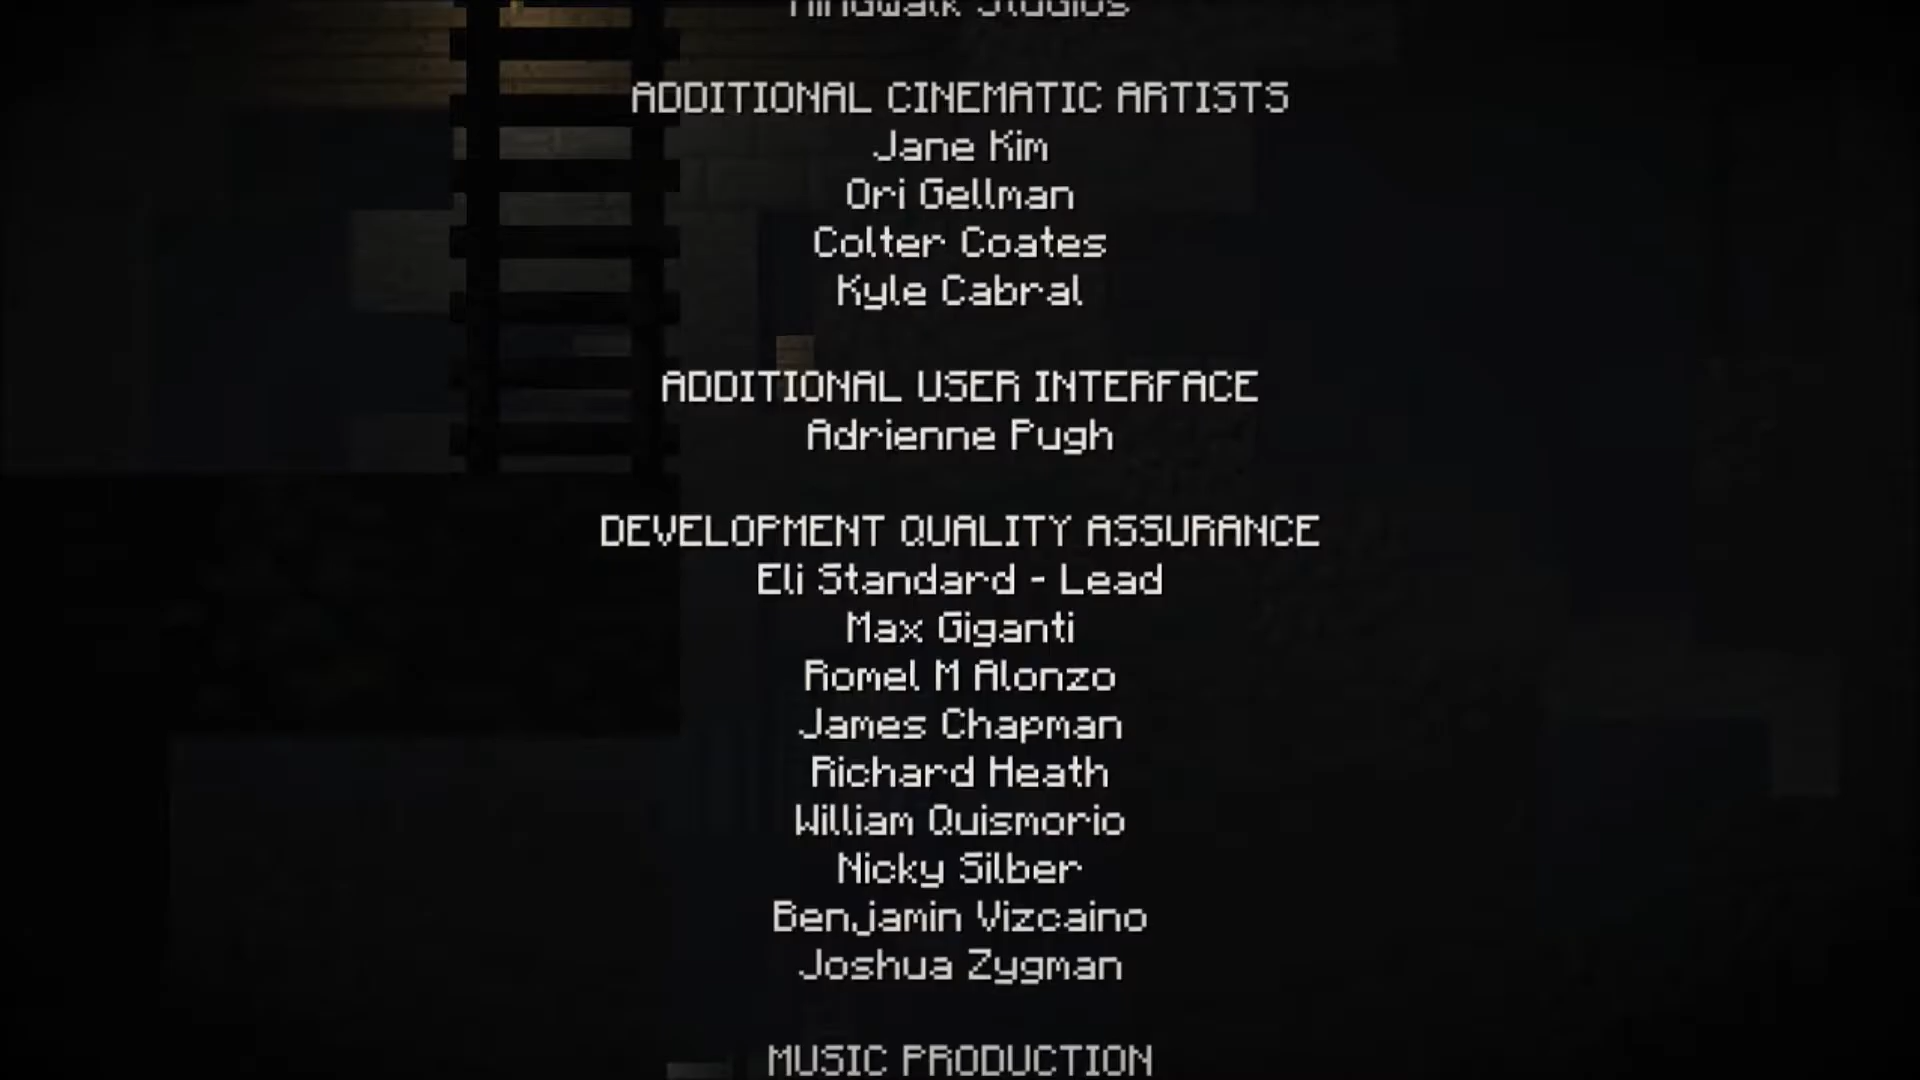 Studios
ADDITIONAL CINEMATIC ARTISTS
Jane Kim
Ori Gellman
Colter Coates
Kyle Cabral
ADDITIONAL USER INTERFACE
Adrienne Pugh
DEVELOPMENT QUALITY ASSURANCE
Eli Standard - Lead
Max Giganti
Romel M Alonzo
James Chapman
Richard Heath
William Quismorio
Nicky Silber
Benjamin Vizcaino
Joshua Zygman
MUSIC PRODUCTION